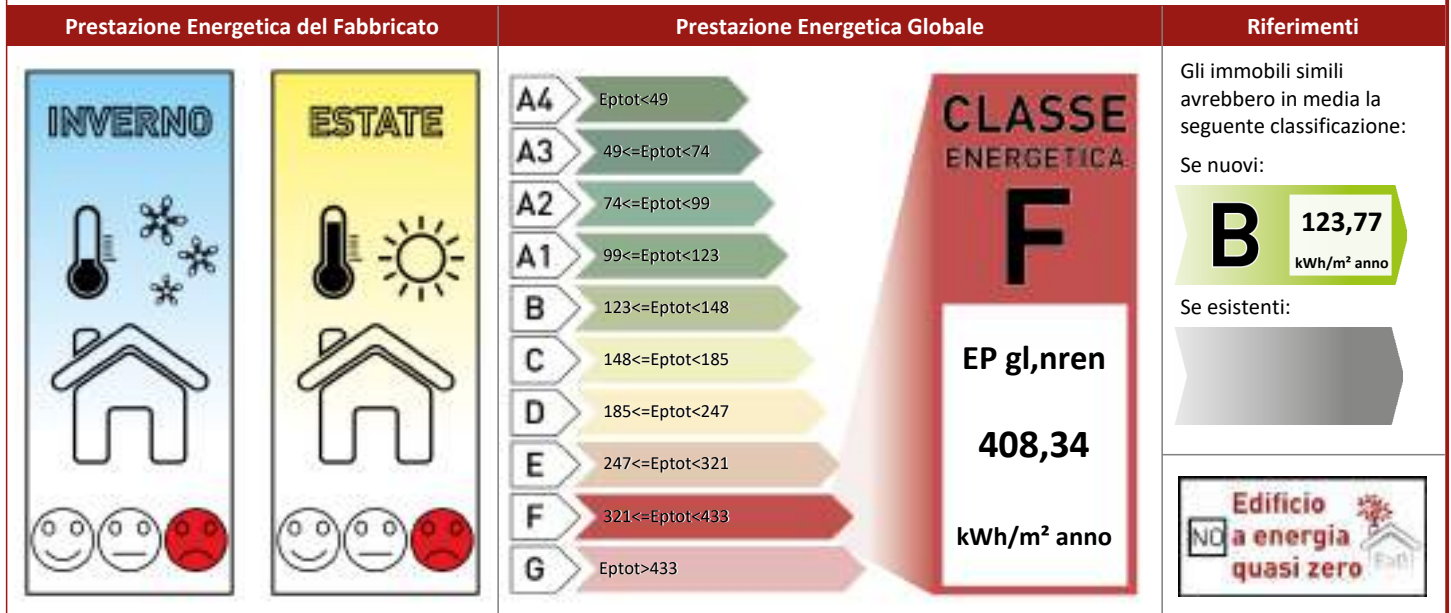 Prestazione Energetica del Fabbricato
Prestazione Energetica Globale
Riferimenti
INVERNO
ESTATE
A4 Eptot<49
A3 49<=Eptot<74
A2 74<=Eptot<99
A1 99<=Eptot<123
B 123<=Eptot<148
C 148<=Eptot<185
D 185<=Eptot<247
E 247<=Eptot<321
F 321<=Eptot<433
G Eptot>433
CLASSE
ENERGETICA
F
EP gl,nren
408,34
kWh/m² anno
Gli immobili simili
avrebbero in media la
seguente classificazione:
Se nuovi:
B 123,77
kWh/m² anno
Se esistenti:
Edificio
NO a energia
quasi zero